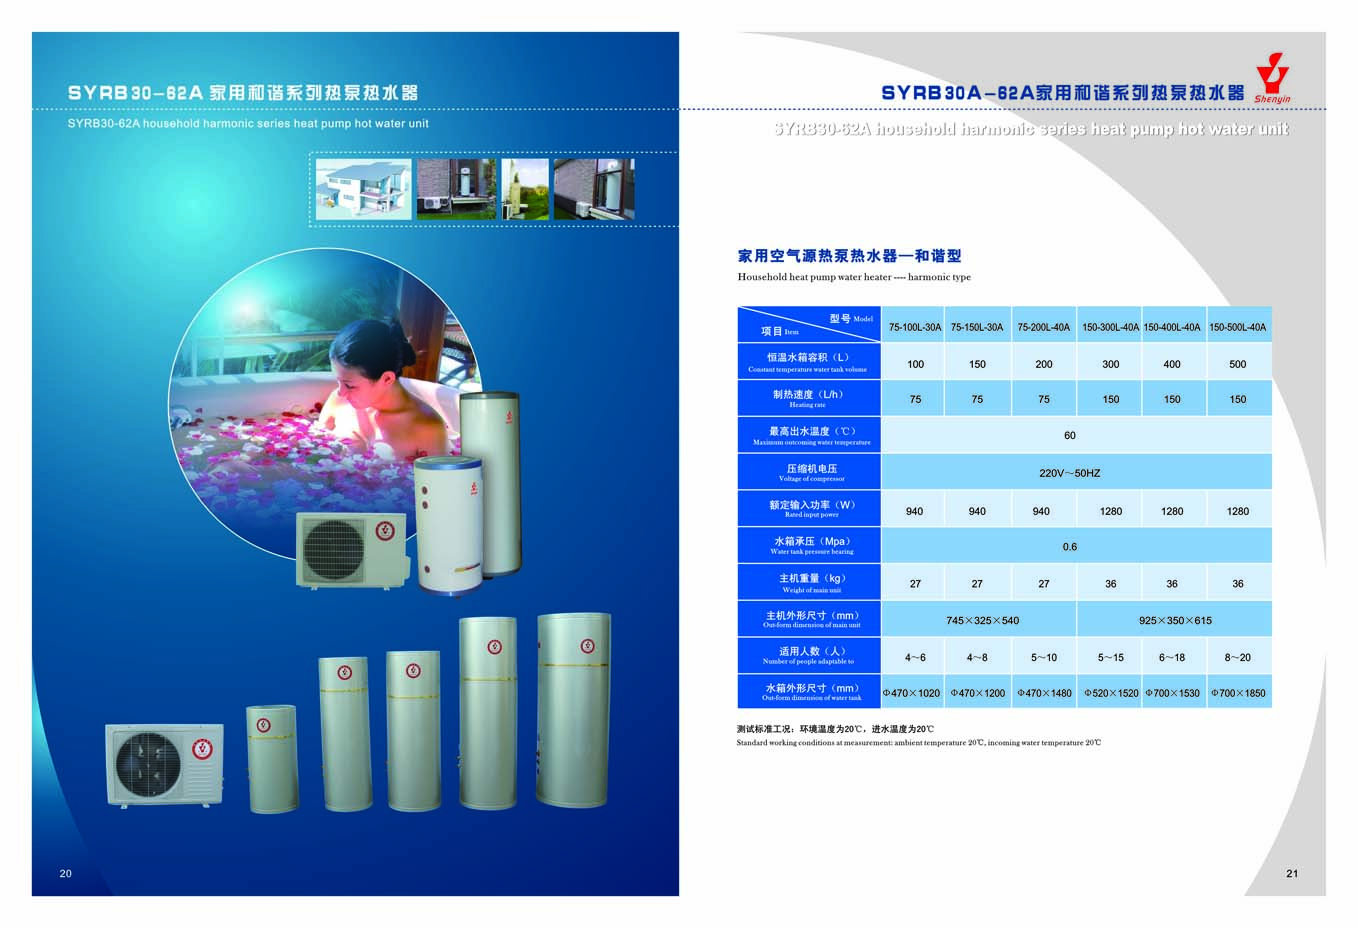 SYRB30-62A 家用和谐系列热泵热水器
SYRB30-62A household harmonic series heat pump hot water unit
20
SYRB30A-62A家用和谐系列热泵热水器
Shenyin
SYRB30-62A household harmonic series heat pump hot water unit
家用空气源热泵热水器—和谐型
Household heat pump water heater ---- harmonic type
型号 Model
项目 Item
75-100L-30A 75-150L-30A 75-200L-40A 150-300L-40A 150-400L-40A 150-500L-40A
恒温水箱容积（L）
Constant temperature water tank volume
100 150 200 300 400 500
制热速度（L/h）
Heating rate
75 75 75 150 150 150
最高出水温度（℃）
Maximum outcoming water temperature
60
压缩机电压
Voltage of compressor
220V～50HZ
额定输入功率（W）
Rated input power
940 940 940 1280 1280 1280
水箱承压（Mpa）
Water tank pressure bearing
0.6
主机重量（kg）
Weight of main unit
27 27 27 36 36 36
主机外形尺寸（mm）
Out-form dimension of main unit
745×325×540 925×350×615
适用人数（人）
Number of people adaptable to
4～6 4～8 5～10 5～15 6～18 8～20
水箱外形尺寸（mm）
Out-form dimension of water tank
Φ470×1020 Φ470×1200 Φ470×1480 Φ520×1520 Φ700×1530 Φ700×1850
测试标准工况：环境温度为20℃，进水温度为20℃
Standard working conditions at measurement: ambient temperature 20℃, incoming water temperature 20℃
21